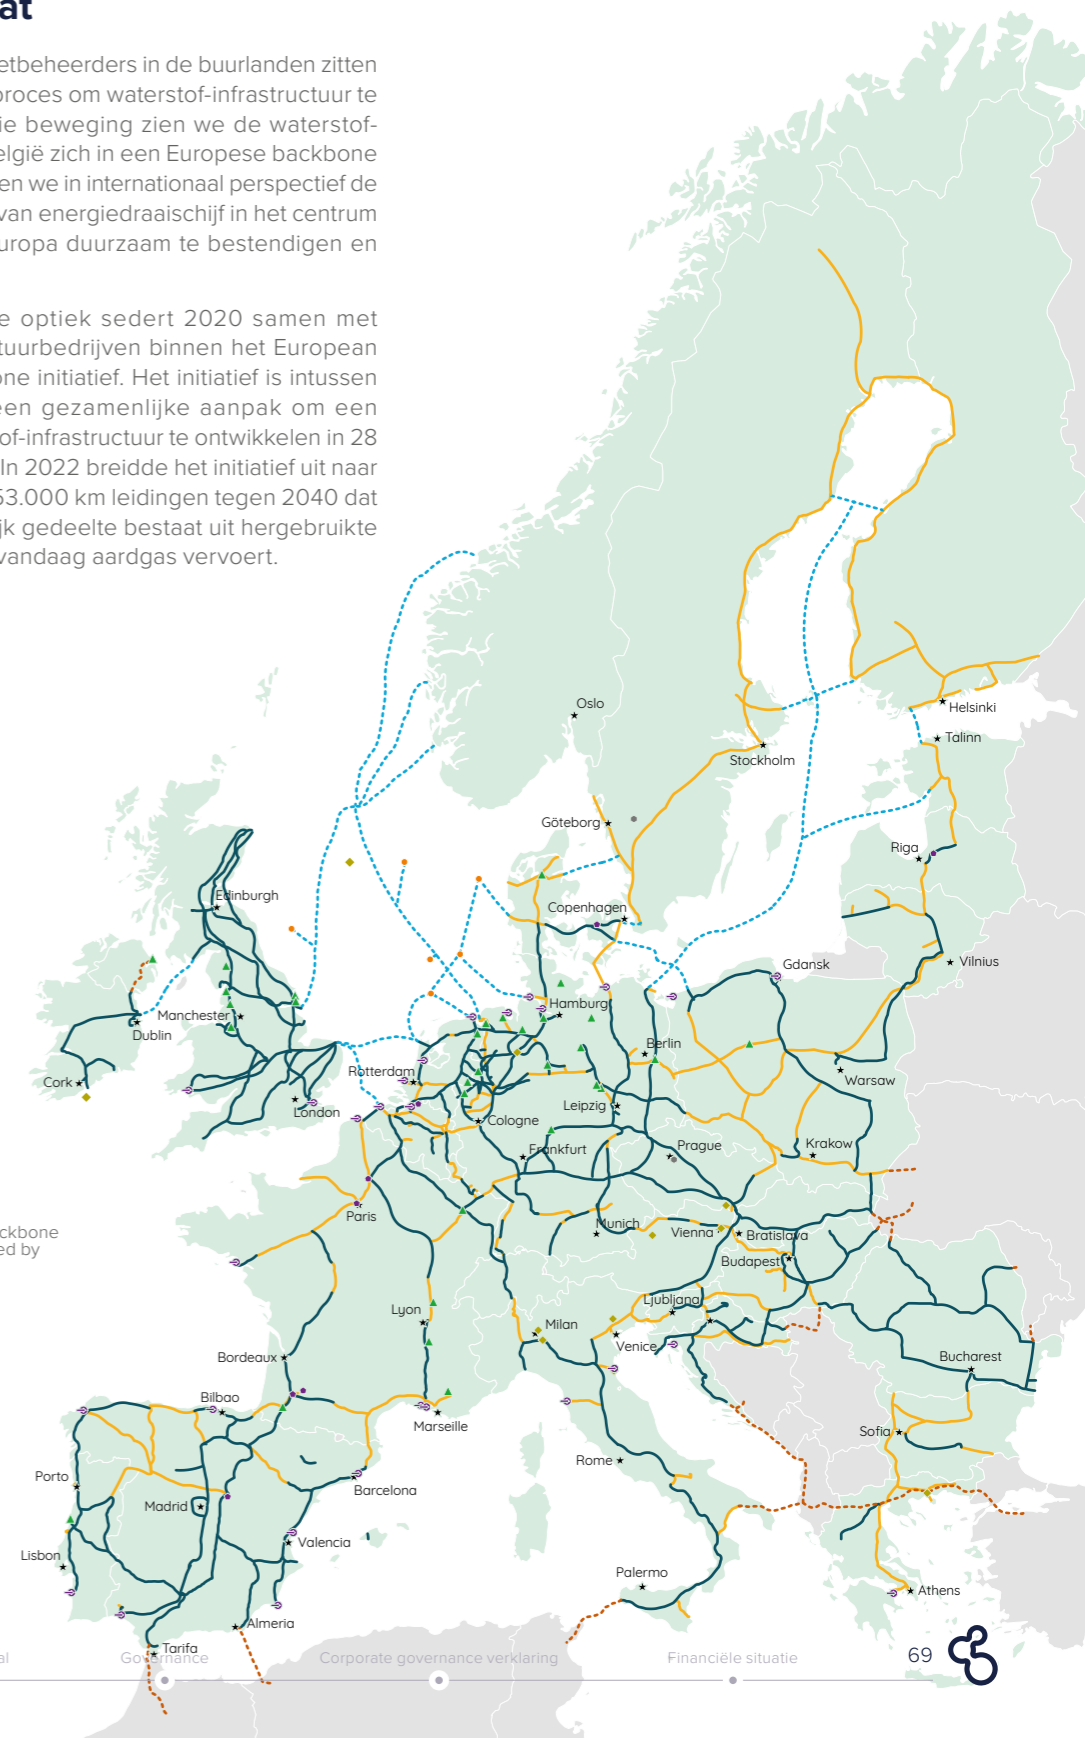 at
etbeheerders in de buurlanden zitten
proces om waterstof-infrastructuur te
ie beweging zien we de waterstof-
elgië zich in een Europese backbone
en we in internationaal perspectief de
van energiedraaischijf in het centrum
uropa duurzaam te bestendigen en
e optiek sedert 2020 samen met
tuurbedrijven binnen het European
one initiatief. Het initiatief is intussen
een gezamenlijke aanpak om een
of-infrastructuur te ontwikkelen in 28
In 2022 breidde het initiatief uit naar
53.000 km leidingen tegen 2040 dat
jk gedeelte bestaat uit hergebruikte
vandaag aardgas vervoert.
Oslo
Helsinki
Talinn
Stockholm
Göteborg
Riga
Edinburgh
Copenhagen
Vilnius
Gdansk
Hamburg
Manchester
Dublin
Berlin
Rotterdam
Warsaw
Cork
London
Leipzig
Cologne
Frankfurt
Prague
Krakow
Paris
Munich
Vienna
Bratislava
ckbone
ed by
Budapest
Ljubljana
Lyon
Milan
Venice
Bordeaux
Bucharest
Bilbao
Marseille
Sofia
Rome
Porto
Barcelona
Madrid
Valencia
Lisbon
Palermo
Athens
Almeria
Tarifa
al
Governance
Corporate governance verklaring
Financiële situatie
69